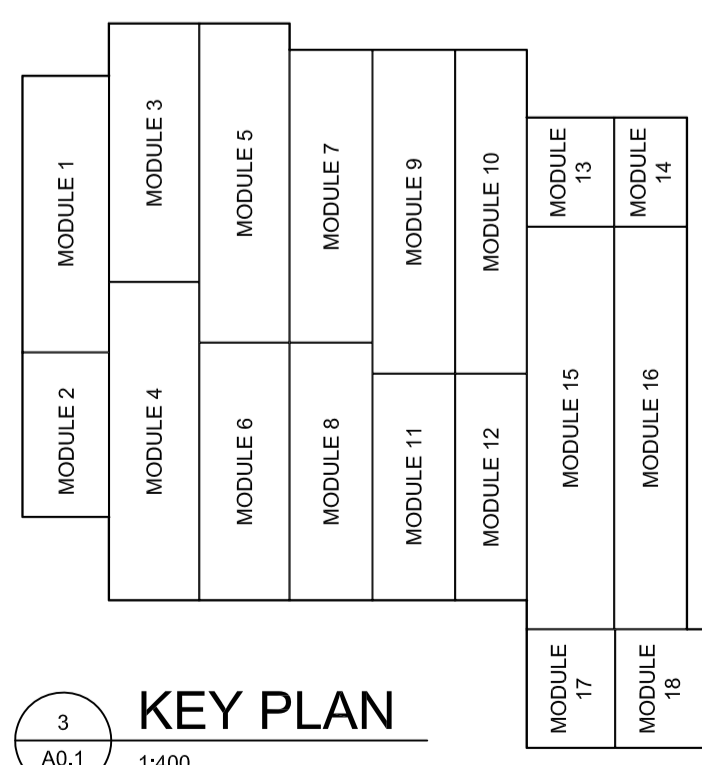 MODULE 1
MODULE 2
MODULE 3
MODULE 4
MODULE 5
MODULE 6
MODULE 7
MODULE 8
MODULE 9
MODULE 10
MODULE 11
MODULE 12
MODULE
13
MODULE
14
MODULE 15
MODULE 16
MODULE
17
MODULE
18
3
A0.1
KEY PLAN
1:400